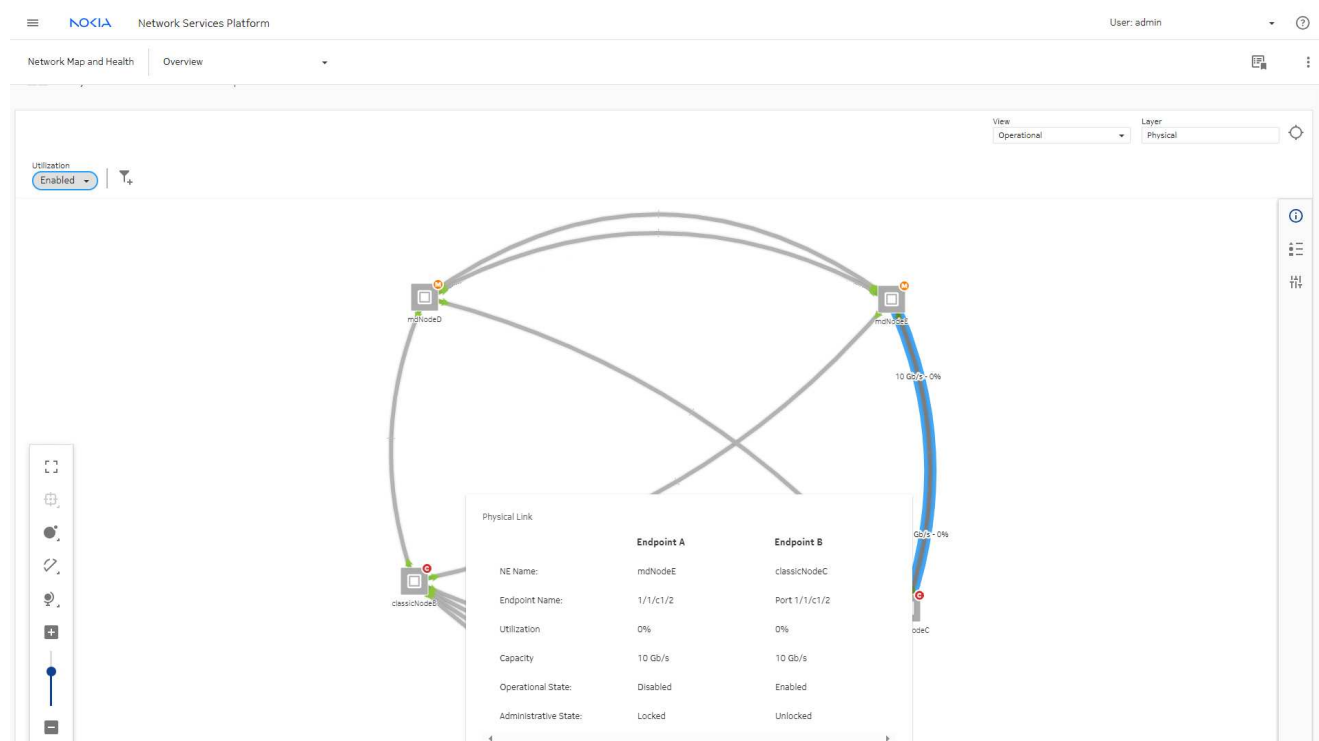 NOKIA Network Services Platform User: admin
Network Map and Health Overview
View Layer
Operational Physical
Utilization
Enabled
M M
mdNodeD mdNodeE
10 Gb/s - 0%
Gb/s - 0%
C C
classicNodeB odeC
Physical Link
Endpoint A Endpoint B
NE Name: mdNodeE classicNodeC
Endpoint Name: 1/1/c1/2 Port 1/1/c1/2
Utilization 0% 0%
Capacity 10 Gb/s 10 Gb/s
Operational State: Disabled Enabled
Administrative State: Locked Unlocked